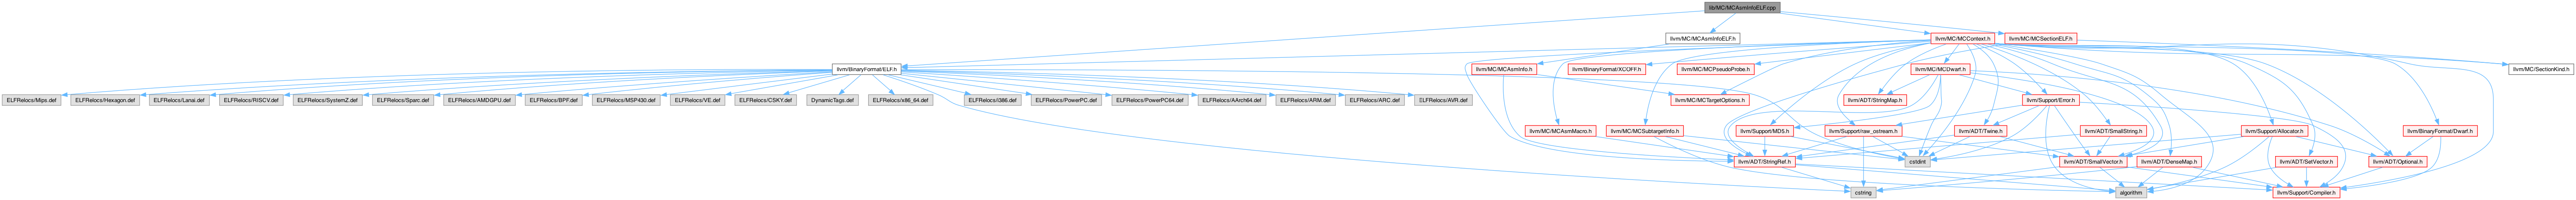 lib/MC/MCAsmInfoELF.cpp
llvm/MC/MCAsmInfoELF.h
llvm/MC/MCContext.h
llvm/MC/MCSectionELF.h
llvm/BinaryFormat/ELF.h
llvm/MC/MCAsmInfo.h
llvm/BinaryFormat/XCOFF.h
llvm/MC/MCPseudoProbe.h
llvm/MC/MCDwarf.h
llvm/MC/SectionKind.h
ELFRelocs/Mips.def
ELFRelocs/Hexagon.def
ELFRelocs/Lanai.def
ELFRelocs/RISCV.def
ELFRelocs/SystemZ.def
ELFRelocs/Sparc.def
ELFRelocs/AMDGPU.def
ELFRelocs/BPF.def
ELFRelocs/MSP430.def
ELFRelocs/VE.def
ELFRelocs/CSKY.def
DynamicTags.def
ELFRelocs/x86_64.def
ELFRelocs/i386.def
ELFRelocs/PowerPC.def
ELFRelocs/PowerPC64.def
ELFRelocs/AArch64.def
ELFRelocs/ARM.def
ELFRelocs/ARC.def
ELFRelocs/AVR.def
llvm/MC/MCTargetOptions.h
llvm/ADT/StringMap.h
llvm/Support/Error.h
llvm/MC/MCAsmMacro.h
llvm/MC/MCSubtargetInfo.h
llvm/Support/MD5.h
llvm/Support/raw_ostream.h
llvm/ADT/Twine.h
llvm/ADT/SmallString.h
llvm/Support/Allocator.h
llvm/BinaryFormat/Dwarf.h
llvm/ADT/StringRef.h
cstdint
llvm/ADT/SmallVector.h
llvm/ADT/DenseMap.h
llvm/ADT/SetVector.h
llvm/ADT/Optional.h
cstring
algorithm
llvm/Support/Compiler.h